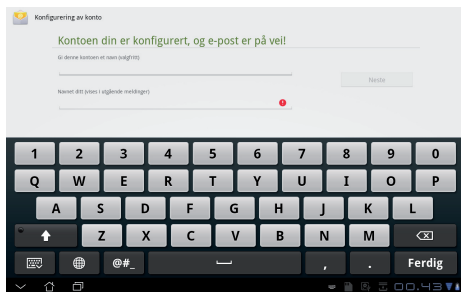 Konfigurering av konto
Kontoen din er konfigurert, og e-post er på vei!
Gi denne kontoen et navn (valgfritt)
Neste
Navnet ditt (vises i utgående meldinger)
1 2 3 4 5 6 7 8 9 0
Q W E R T Y U I O P
A S D F G H J K L
Z X C V B N M
@#_ , . Ferdig
00.43